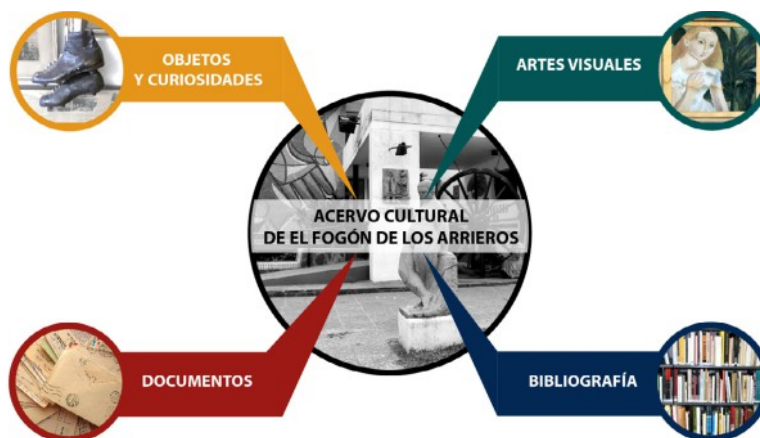 OBJETOS
Y CURIOSIDADES
ARTES VISUALES
ACERVO CULTURAL
DE EL FOGÓN DE LOS ARRIEROS
DOCUMENTOS
BIBLIOGRAFÍA